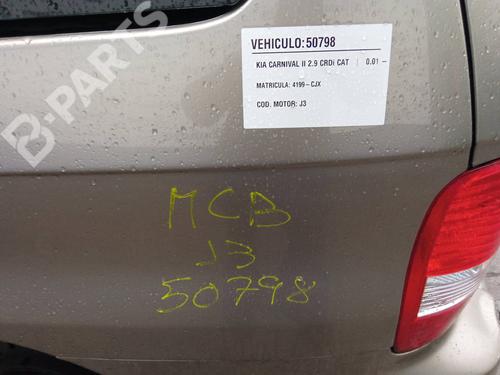 B-PARTS
VEHICULO:50798
KIA CARNIVAL II 2.9 CRDi CAT | 0.01 –
MATRICULA: 4199-CJX
COD. MOTOR: J3
MCB
J3
50798